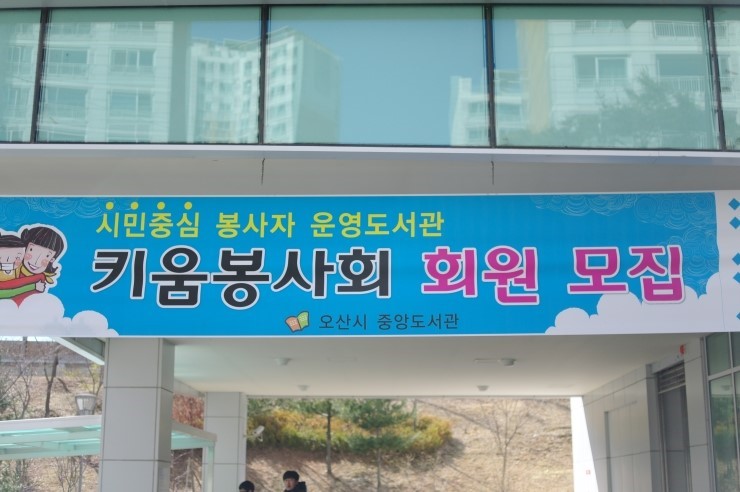 시민중심 봉사자 운영도서관
키움봉사회 회원 모집
오산시 중앙도서관